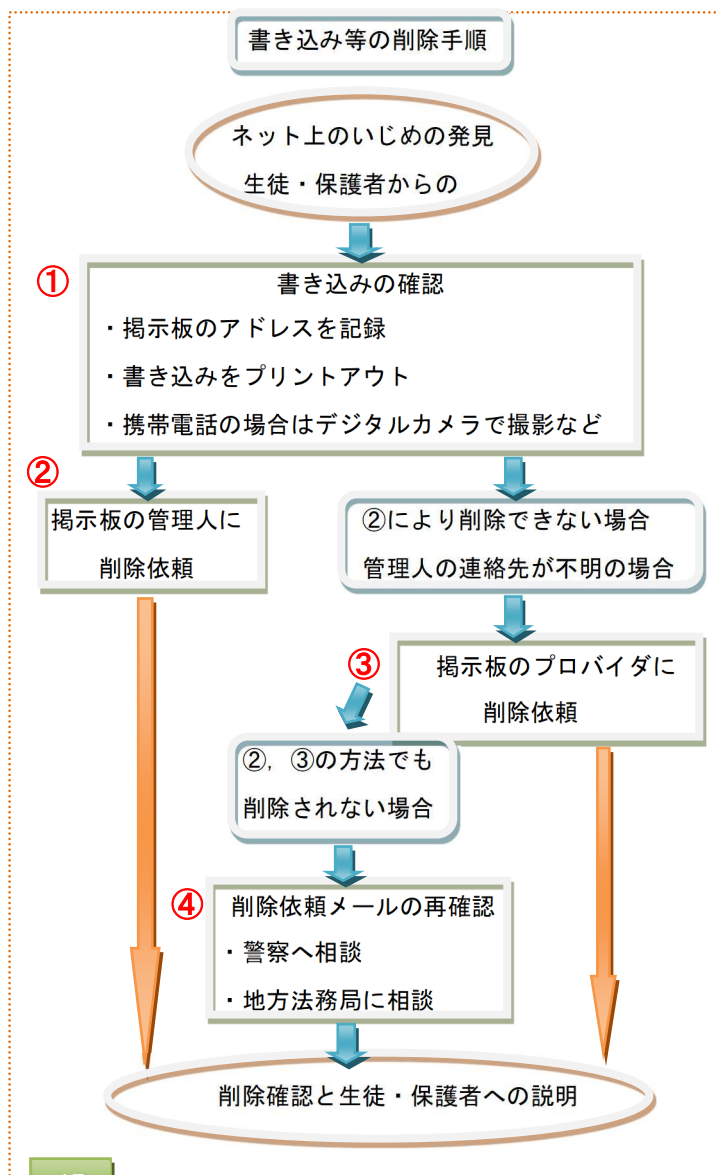 書き込み等の削除手順
ネット上のいじめの発見
生徒・保護者からの
①
書き込みの確認
・掲示板のアドレスを記録
・書き込みをプリントアウト
・携帯電話の場合はデジタルカメラで撮影など
②
掲示板の管理人に
削除依頼
②により削除できない場合
管理人の連絡先が不明の場合
③
掲示板のプロバイダに
削除依頼
②，③の方法でも
削除されない場合
④
削除依頼メールの再確認
・警察へ相談
・地方法務局に相談
削除確認と生徒・保護者への説明